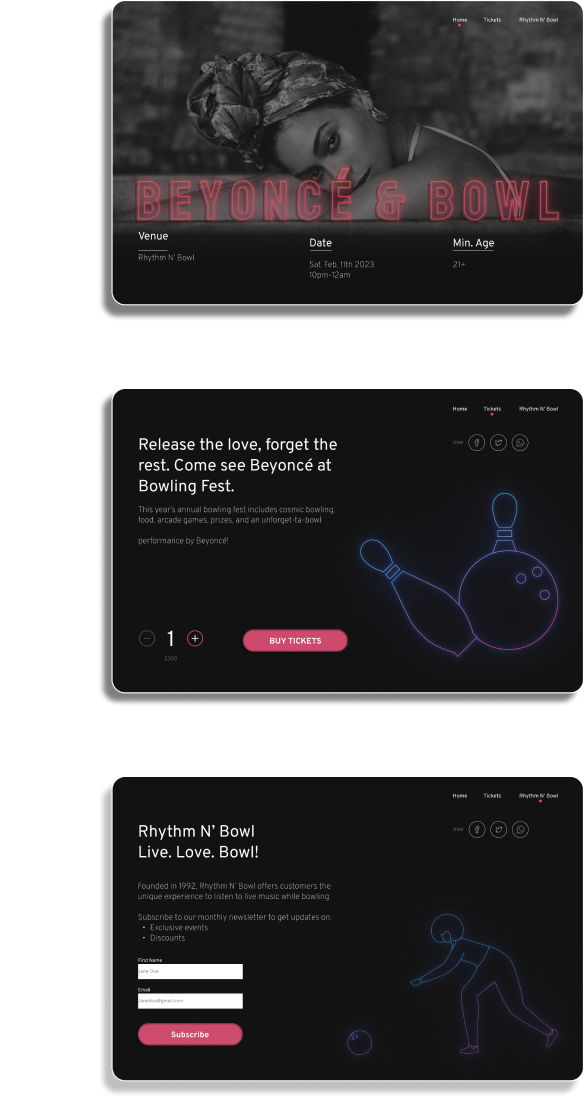 Home Tickets Rhythm N' Bowl
BEYONCÉ & BOWL
Venue
Rhythm N' Bowl
Date
Sat. Feb, 11th 2023
10pm-12am
Min. Age
21+
Home Tickets Rhythm N' Bowl
Share
Release the love, forget the
rest. Come see Beyoncé at
Bowling Fest.
This year's annual bowling fest includes cosmic bowling,
food, arcade games, prizes, and an unforget-ta-bowl
performance by Beyoncé!
1
$300
BUY TICKETS
Home Tickets Rhythm N' Bowl
Share
Rhythm N' Bowl
Live. Love. Bowl!
Founded in 1992, Rhythm N' Bowl offers customers the
unique experience to listen to live music while bowling.
Subscribe to our monthly newsletter to get updates on:
• Exclusive events
• Discounts
First Name
Jane Doe
Email
janedoe@gmail.com
Subscribe